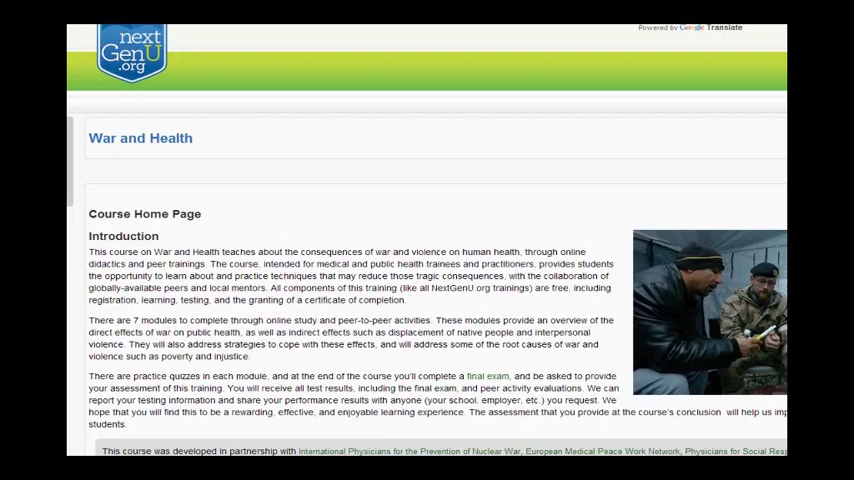 Powered by Google Translate
next
GenU
.org
War and Health
Course Home Page
Introduction
This course on War and Health teaches about the consequences of war and violence on human health, through online
didactics and peer trainings. The course, intended for medical and public health trainees and practitioners, provides students
the opportunity to learn about and practice techniques that may reduce those tragic consequences, with the collaboration of
globally-available peers and local mentors. All components of this training (like all NextGenU.org trainings) are free, including
registration, learning, testing, and the granting of a certificate of completion.
There are 7 modules to complete through online study and peer-to-peer activities. These modules provide an overview of the
direct effects of war on public health, as well as indirect effects such as displacement of native people and interpersonal
violence. They will also address strategies to cope with these effects, and will address some of the root causes of war and
violence such as poverty and injustice.
There are practice quizzes in each module, and at the end of the course you'll complete a final exam, and be asked to provide
your assessment of this training. You will receive all test results, including the final exam, and peer activity evaluations. We can
report your testing information and share your performance results with anyone (your school, employer, etc.) you request. We
hope that you will find this to be a rewarding, effective, and enjoyable learning experience. The assessment that you provide at the course's conclusion will help us imp
students.
This course was developed in partnership with International Physicians for the Prevention of Nuclear War, European Medical Peace Work Network, Physicians for Social Resp